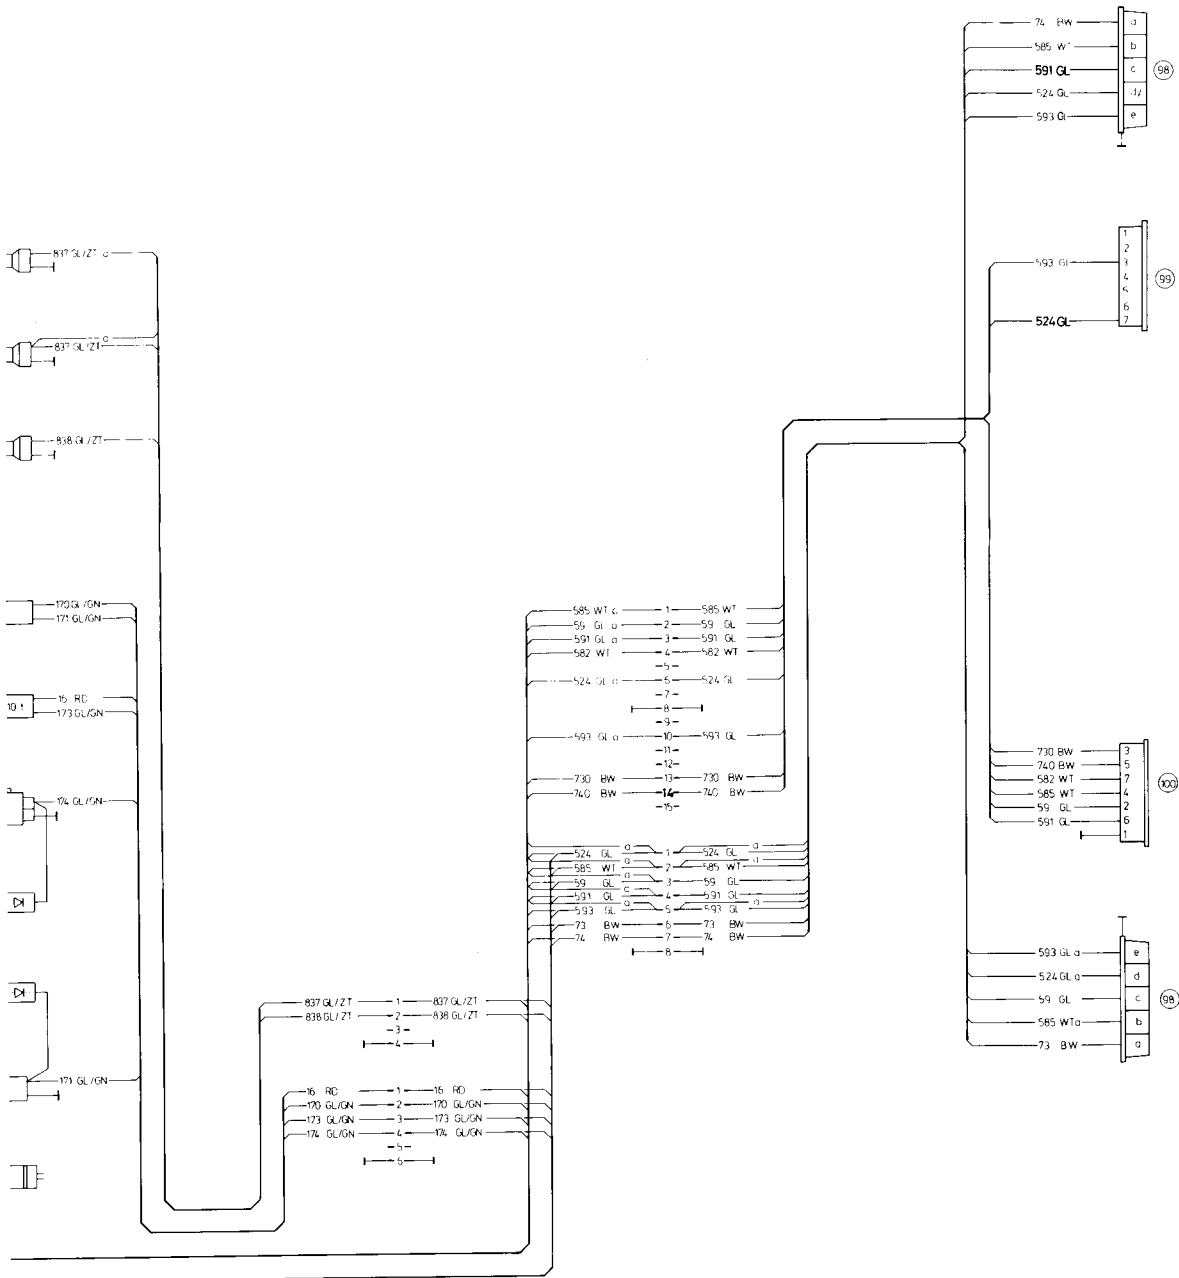 74 BW a
585 WT b
591 GL c
524 GL
593 GL e
98
1
2
593 GL 3
4
5
6
524 GL 7
99
837 GL/ZT a
a
837 GL/ZT
838 GL/ZT
170 GL/GN
171 GL/GN
16 RD
173 GL/GN
174 GL/GN
171 GL/GN
585 WT 1 585 WT
59 GL a 2 59 GL
591 GL a 3 591 GL
582 WT 4 582 WT
5
524 GL a 6 524 GL
7
8
9
593 GL a 10 593 GL
11
12
730 BW 13 730 BW
740 BW 14 740 BW
15
a a
524 GL 1 524 GL
a a
585 WT 2 585 WT
a
59 GL 3 59 GL
591 GL 4 591 GL
a a
593 GL 5 593 GL
73 BW 6 73 BW
74 BW 7 74 BW
8
837 GL/ZT 1 837 GL/ZT
838 GL/ZT 2 838 GL/ZT
3
4
16 RD 1 16 RD
170 GL/GN 2 170 GL/GN
173 GL/GN 3 173 GL/GN
174 GL/GN 4 174 GL/GN
5
6
730 BW 3
740 BW 5
582 WT 7
585 WT 4
59 GL 2
591 GL 6
1
100
593 GL a e
524 GL a d
59 GL c
585 WT a b
73 BW a
98